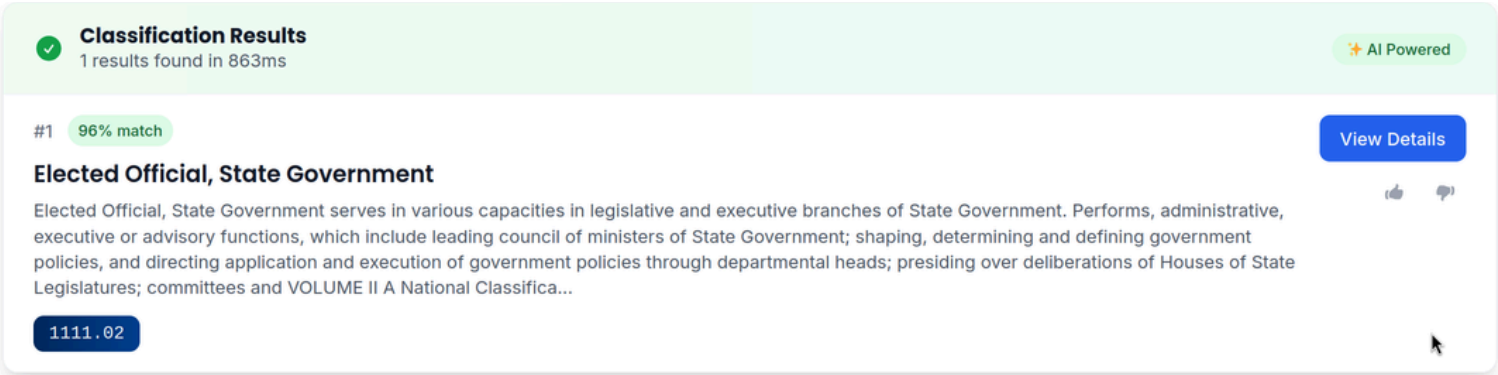 Classification Results
1 results found in 863ms
✨ AI Powered
#1 96% match
View Details
Elected Official, State Government
Elected Official, State Government serves in various capacities in legislative and executive branches of State Government. Performs, administrative,
executive or advisory functions, which include leading council of ministers of State Government; shaping, determining and defining government
policies, and directing application and execution of government policies through departmental heads; presiding over deliberations of Houses of State
Legislatures; committees and VOLUME II A National Classifica...
1111.02